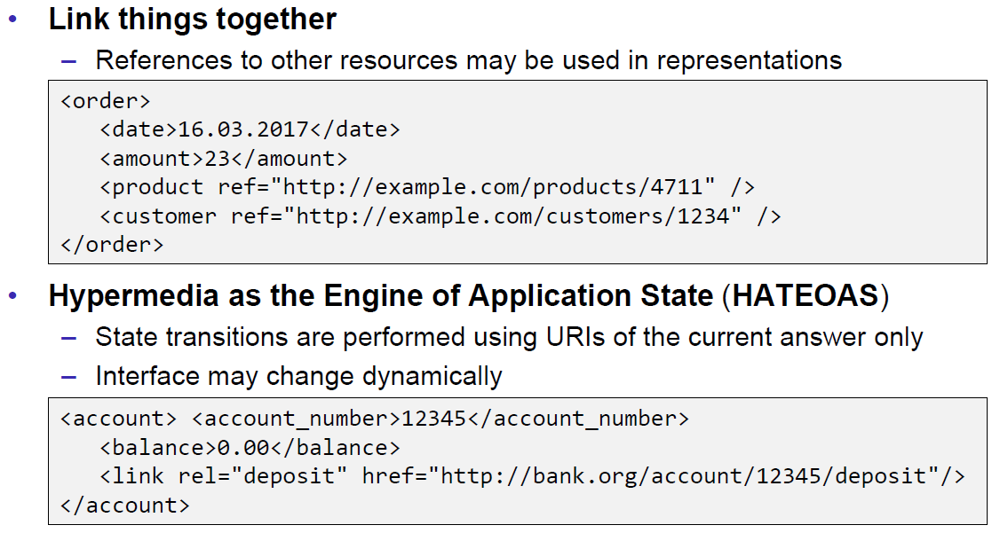 • Link things together
– References to other resources may be used in representations
<order>
<date>16.03.2017</date>
<amount>23</amount>
<product ref="http://example.com/products/4711" />
<customer ref="http://example.com/customers/1234" />
</order>
• Hypermedia as the Engine of Application State (HATEOAS)
– State transitions are performed using URIs of the current answer only
– Interface may change dynamically
<account> <account_number>12345</account_number>
<balance>0.00</balance>
<link rel="deposit" href="http://bank.org/account/12345/deposit"/>
</account>